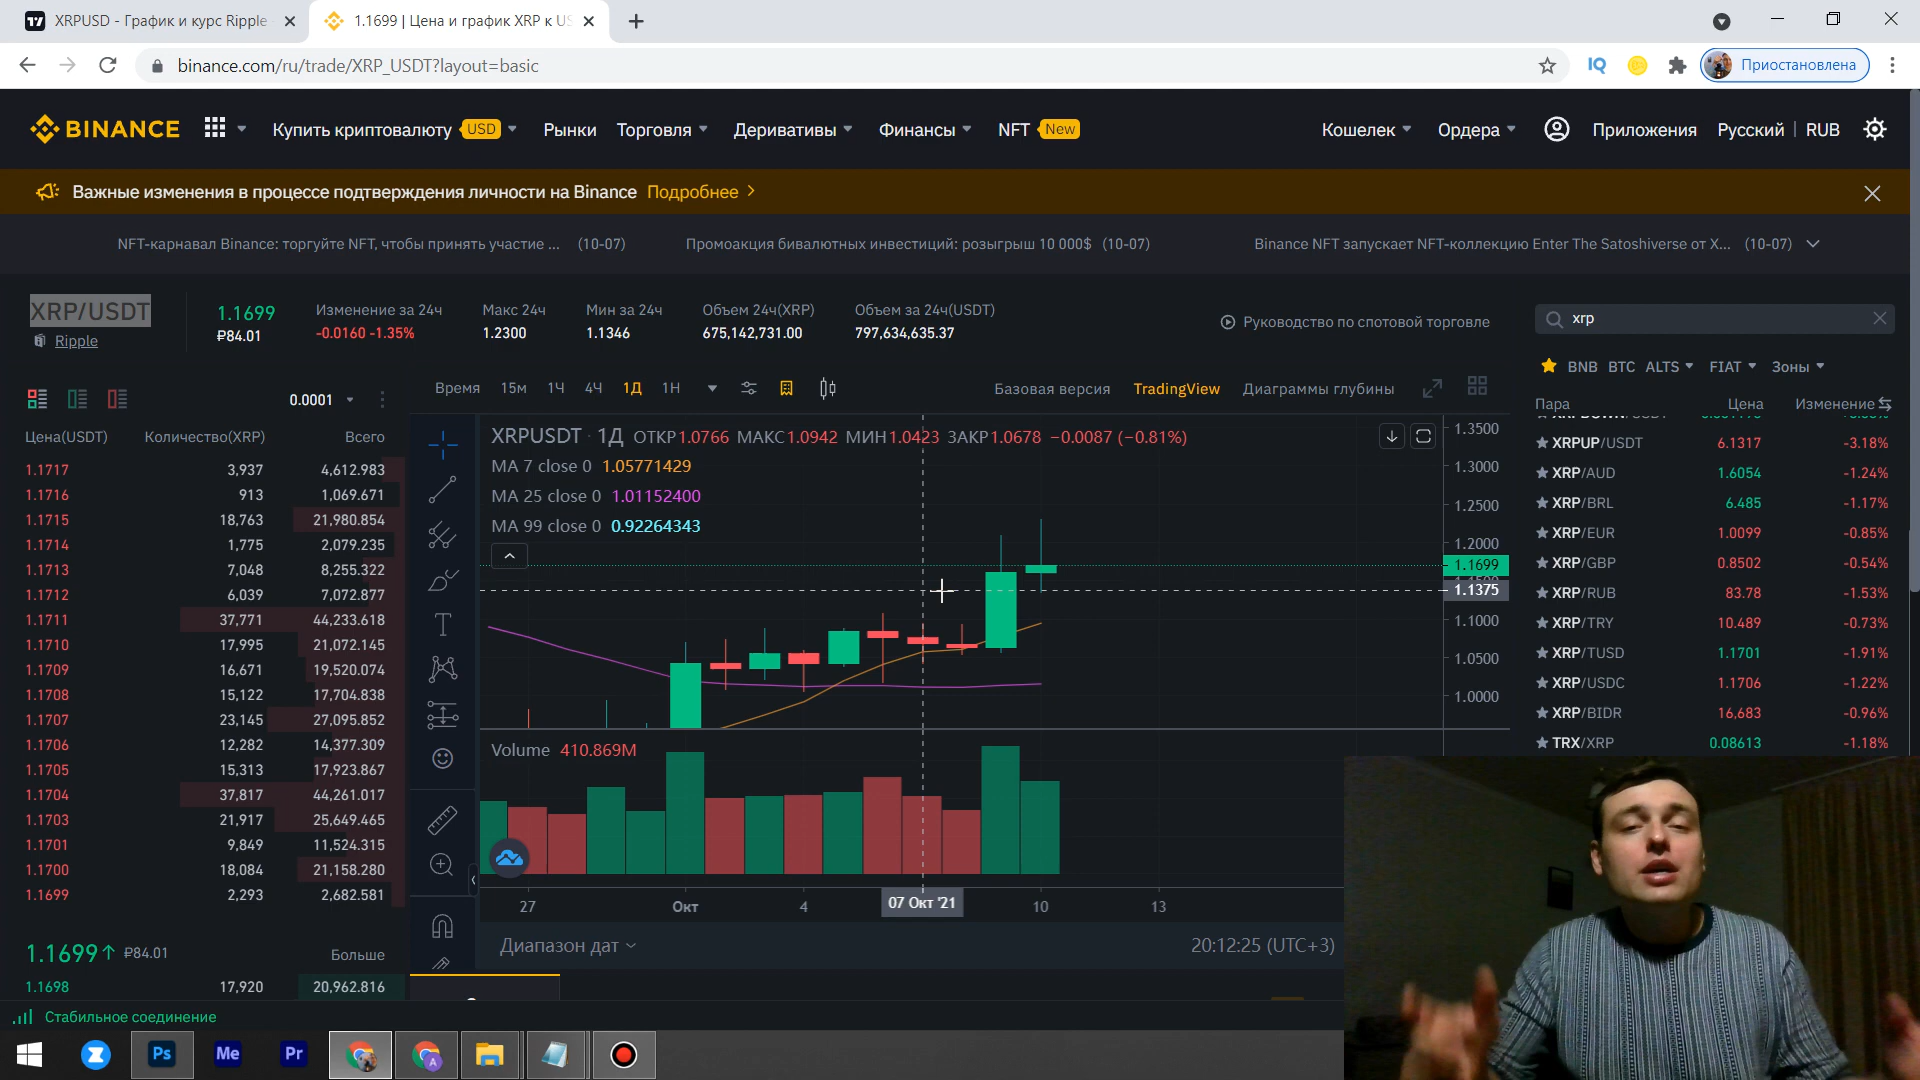 XRPUSD - График и курс Ripple
1.1699 | Цена и график XRP к US
binance.com/ru/trade/XRP_USDT?layout=basic
IQ
Приостановлена
BINANCE
Купить криптовалюту USD
Рынки
Торговля
Деривативы
Финансы
NFT New
Кошелек
Ордера
Приложения
Русский | RUB
Важные изменения в процессе подтверждения личности на Binance Подробнее >
NFT-карнавал Binance: торгуйте NFT, чтобы принять участие ... (10-07)
Промоакция бивалютных инвестиций: розыгрыш 10 000$ (10-07)
Binance NFT запускает NFT-коллекцию Enter The Satoshiverse от X... (10-07)
XRP/USDT
Ripple
1.1699
₽84.01
Изменение за 24ч
-0.0160 -1.35%
Макс 24ч
1.2300
Мин за 24ч
1.1346
Объем 24ч(XRP)
675,142,731.00
Объем за 24ч(USDT)
797,634,635.37
Руководство по спотовой торговле
xrp
BNB BTC ALTS FIAT Зоны
Пара Цена Изменение
XRPUP/USDT 6.1317 -3.18%
XRP/AUD 1.6054 -1.24%
XRP/BRL 6.485 -1.17%
XRP/EUR 1.0099 -0.85%
XRP/GBP 0.8502 -0.54%
XRP/RUB 83.78 -1.53%
XRP/TRY 10.489 -0.73%
XRP/TUSD 1.1701 -1.91%
XRP/USDC 1.1706 -1.22%
XRP/BIDR 16,683 -0.96%
TRX/XRP 0.08613 -1.18%
0.0001
Цена(USDT) Количество(XRP) Всего
1.1717 3,937 4,612.983
1.1716 913 1,069.671
1.1715 18,763 21,980.854
1.1714 1,775 2,079.235
1.1713 7,048 8,255.322
1.1712 6,039 7,072.877
1.1711 37,771 44,233.618
1.1710 17,995 21,072.145
1.1709 16,671 19,520.074
1.1708 15,122 17,704.838
1.1707 23,145 27,095.852
1.1706 12,282 14,377.309
1.1705 15,313 17,923.867
1.1704 37,817 44,261.017
1.1703 21,917 25,649.465
1.1701 9,849 11,524.315
1.1700 18,084 21,158.280
1.1699 2,293 2,682.581
1.1699↑ ₽84.01 Больше
1.1698 17,920 20,962.816
Время 15м 1Ч 4Ч 1Д 1Н
Базовая версия TradingView Диаграммы глубины
XRPUSDT · 1Д ОТКР1.0766 МАКС1.0942 МИН1.0423 ЗАКР1.0678 −0.0087 (−0.81%)
MA 7 close 0 1.05771429
MA 25 close 0 1.01152400
MA 99 close 0 0.92264343
1.3500
1.3000
1.2500
1.2000
1.1699
1.1375
1.1000
1.0500
1.0000
Volume 410.869M
27 Окт 4 07 Окт '21 10 13
Диапазон дат
20:12:25 (UTC+3)
Стабильное соединение
Ps
Me
Pr
A